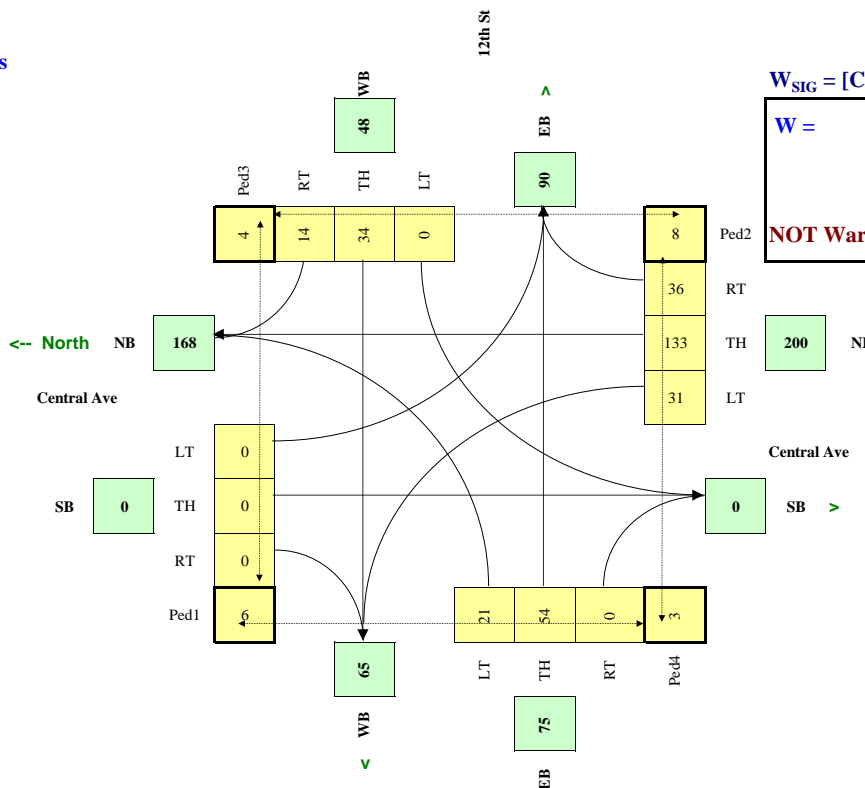 12th St
s
W_SIG = [C
W =
NOT War
WB
^
48
EB
90
Ped3
RT
TH
LT
4
14
34
0
8
Ped2
36
RT
<-- North
NB
168
133
TH
200
N
31
LT
Central Ave
LT
0
Central Ave
SB
0
TH
0
0
SB
>
RT
0
Ped1
6
21
54
0
3
65
LT
TH
RT
Ped4
WB
75
v
EB